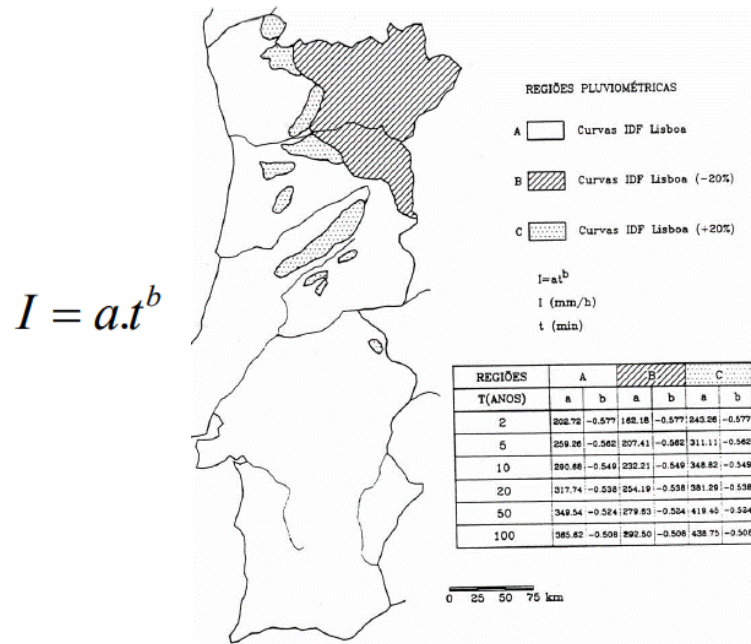 I = a.t^b
REGIÕES PLUVIOMÉTRICAS
A Curvas IDF Lisboa
B Curvas IDF Lisboa (-20%)
C Curvas IDF Lisboa (+20%)
I=at^b
I (mm/h)
t (min)
REGIÕES A B C
T(ANOS) a b a b a b
2 202.72 -0.577 162.18 -0.577 243.26 -0.577
5 259.26 -0.562 207.41 -0.562 311.11 -0.562
10 290.68 -0.549 232.21 -0.549 348.82 -0.549
20 317.74 -0.538 254.19 -0.538 381.29 -0.538
50 349.54 -0.524 279.63 -0.524 419.45 -0.524
100 365.62 -0.508 292.50 -0.508 438.75 -0.508
0 25 50 75 km